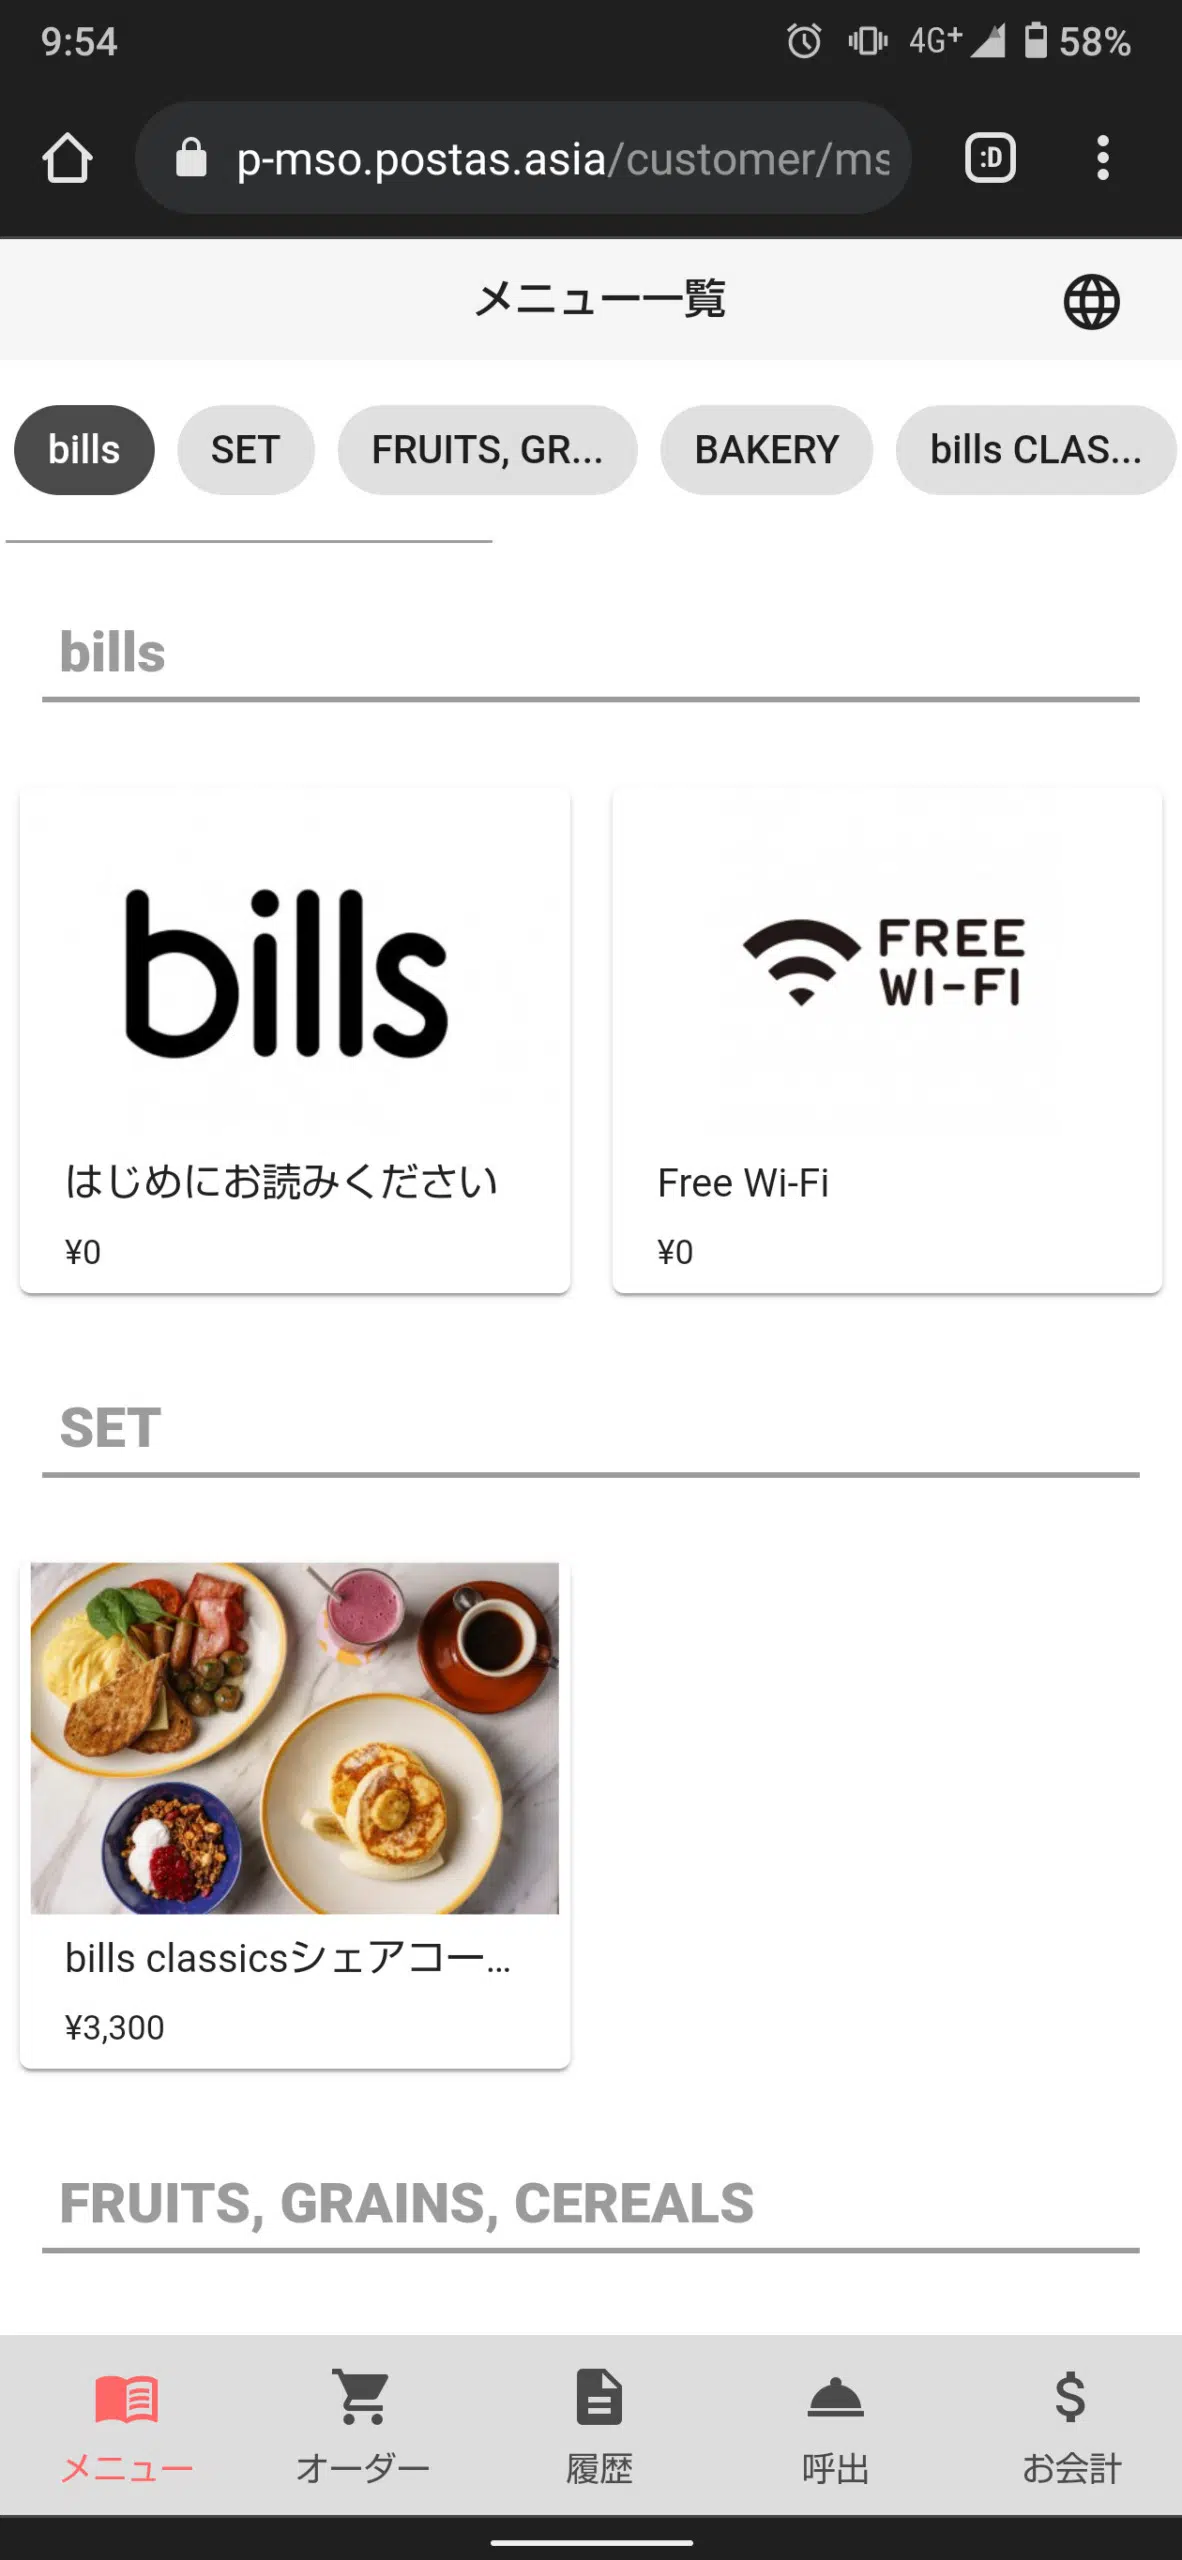 9:54
4G+
58%
p-mso.postas.asia/customer/ms
:D
メニュー一覧
bills
SET
FRUITS, GR...
BAKERY
bills CLAS...
bills
bills
FREE
WI-FI
はじめにお読みください
¥0
Free Wi-Fi
¥0
SET
bills classicsシェアコー...
¥3,300
FRUITS, GRAINS, CEREALS
メニュー
オーダー
履歴
呼出
お会計